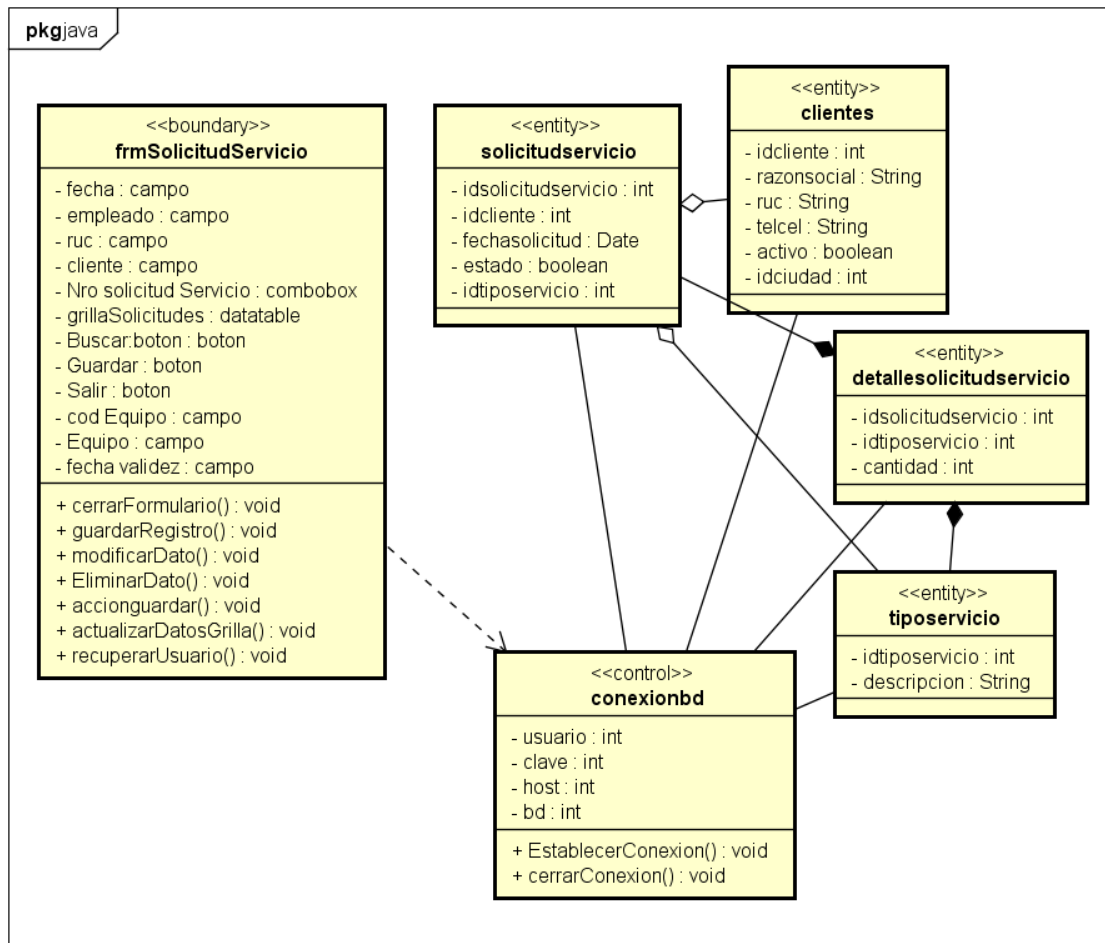 pkg java
<<boundary>>
frmSolicitudServicio
- fecha : campo
- empleado : campo
- ruc : campo
- cliente : campo
- Nro solicitud Servicio : combobox
- grillaSolicitudes : datatable
- Buscar:boton : boton
- Guardar : boton
- Salir : boton
- cod Equipo : campo
- Equipo : campo
- fecha validez : campo
+ cerrarFormulario() : void
+ guardarRegistro() : void
+ modificarDato() : void
+ EliminarDato() : void
+ accionguardar() : void
+ actualizarDatosGrilla() : void
+ recuperarUsuario() : void
<<entity>>
solicitudservicio
- idsolicitudservicio : int
- idcliente : int
- fechasolicitud : Date
- estado : boolean
- idtiposervicio : int
<<entity>>
clientes
- idcliente : int
- razonsocial : String
- ruc : String
- telcel : String
- activo : boolean
- idciudad : int
<<entity>>
detallesolicitudservicio
- idsolicitudservicio : int
- idtiposervicio : int
- cantidad : int
<<entity>>
tiposervicio
- idtiposervicio : int
- descripcion : String
<<control>>
conexionbd
- usuario : int
- clave : int
- host : int
- bd : int
+ EstablecerConexion() : void
+ cerrarConexion() : void